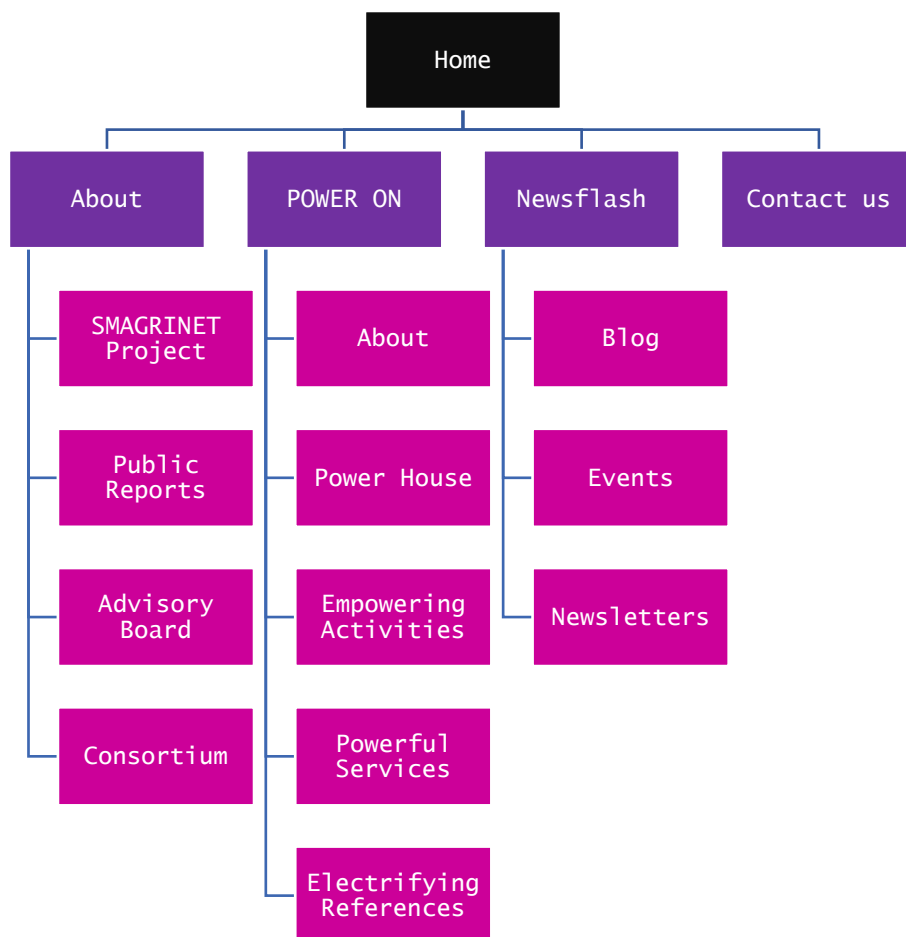 Home
About
POWER ON
Newsflash
Contact us
SMAGRINET
Project
Public
Reports
Advisory
Board
Consortium
About
Power House
Empowering
Activities
Powerful
Services
Electrifying
References
Blog
Events
Newsletters